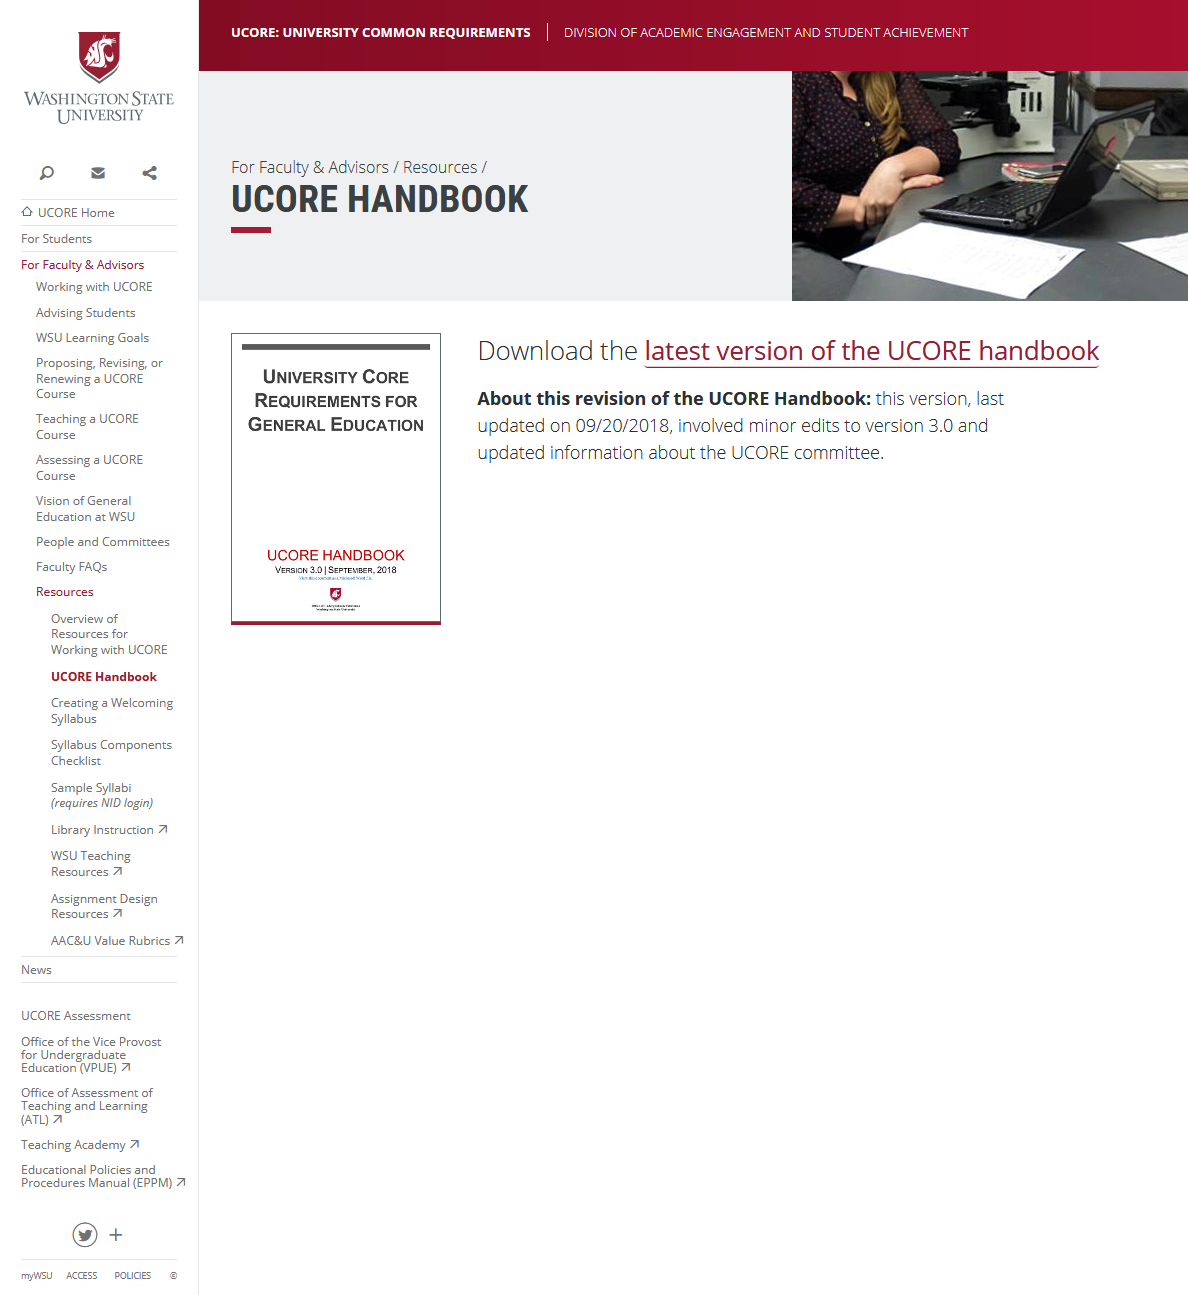 WASHINGTON STATE
UNIVERSITY
UCORE Home
For Students
For Faculty & Advisors
Working with UCORE
Advising Students
WSU Learning Goals
Proposing, Revising, or
Renewing a UCORE
Course
Teaching a UCORE
Course
Assessing a UCORE
Course
Vision of General
Education at WSU
People and Committees
Faculty FAQs
Resources
Overview of
Resources for
Working with UCORE
UCORE Handbook
Creating a Welcoming
Syllabus
Syllabus Components
Checklist
Sample Syllabi
(requires NID login)
Library Instruction
WSU Teaching
Resources
Assignment Design
Resources
AAC&U Value Rubrics
News
UCORE Assessment
Office of the Vice Provost
for Undergraduate
Education (VPUE)
Office of Assessment of
Teaching and Learning
(ATL)
Teaching Academy
Educational Policies and
Procedures Manual (EPPM)
myWSU ACCESS POLICIES ©
UCORE: UNIVERSITY COMMON REQUIREMENTS | DIVISION OF ACADEMIC ENGAGEMENT AND STUDENT ACHIEVEMENT
For Faculty & Advisors / Resources /
UCORE HANDBOOK
UNIVERSITY CORE
REQUIREMENTS FOR
GENERAL EDUCATION
UCORE HANDBOOK
VERSION 3.0 | SEPTEMBER, 2018
Download the latest version of the UCORE handbook
About this revision of the UCORE Handbook: this version, last
updated on 09/20/2018, involved minor edits to version 3.0 and
updated information about the UCORE committee.